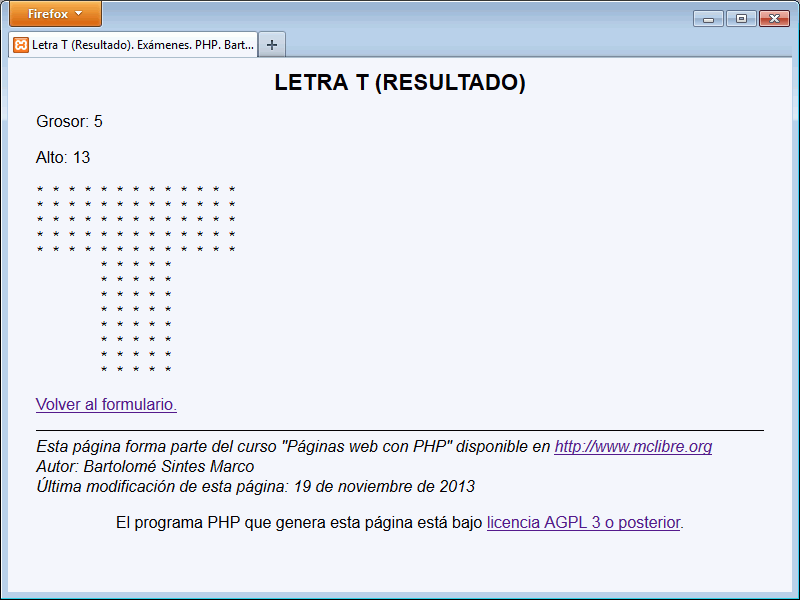 Firefox
Letra T (Resultado). Exámenes. PHP. Bart...
LETRA T (RESULTADO)
Grosor: 5
Alto: 13
* * * * * * * * * * * * *
* * * * * * * * * * * * *
* * * * * * * * * * * * *
* * * * * * * * * * * * *
* * * * * * * * * * * * *
        * * * * *
        * * * * *
        * * * * *
        * * * * *
        * * * * *
        * * * * *
        * * * * *
        * * * * *
Volver al formulario.
Esta página forma parte del curso "Páginas web con PHP" disponible en http://www.mclibre.org
Autor: Bartolomé Sintes Marco
Última modificación de esta página: 19 de noviembre de 2013
El programa PHP que genera esta página está bajo licencia AGPL 3 o posterior.